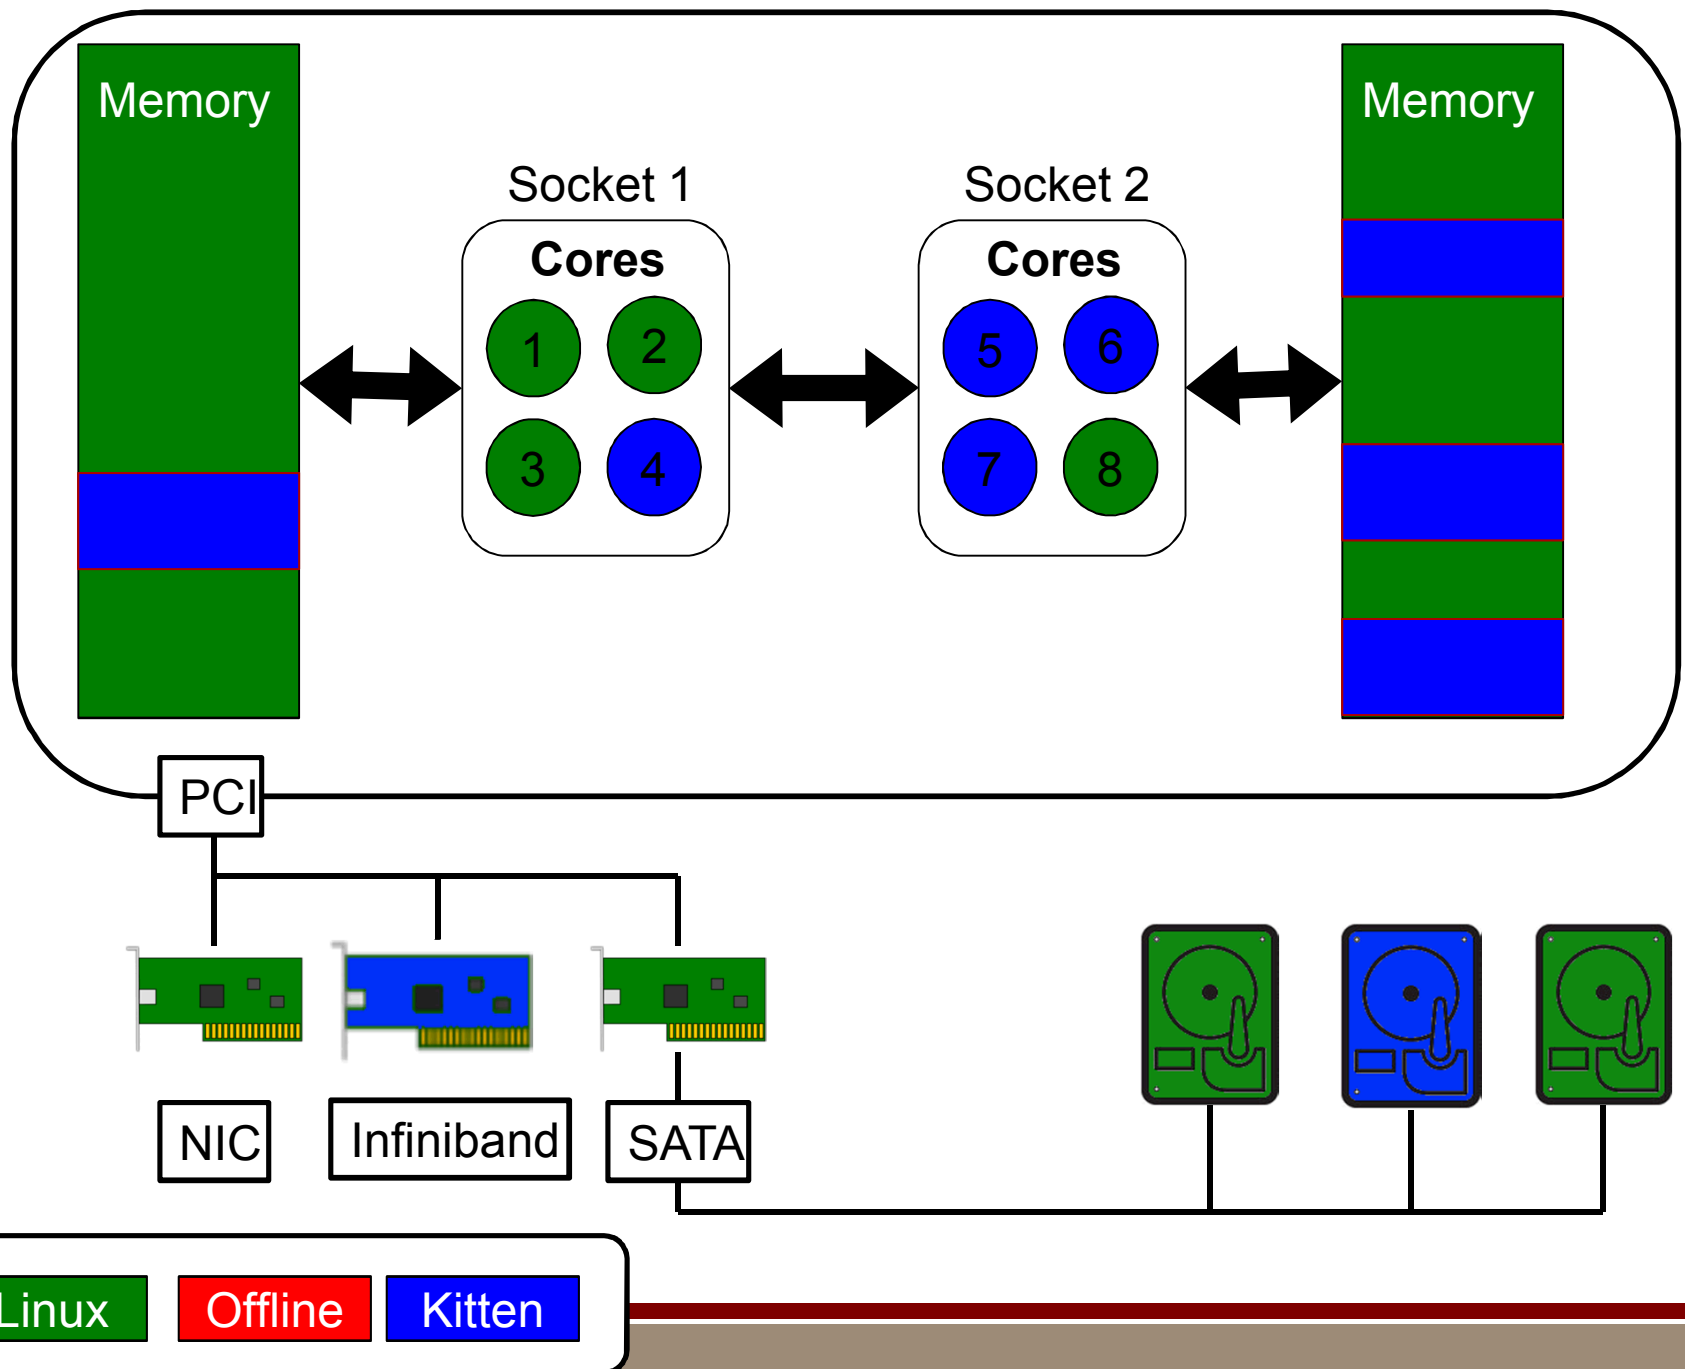 Memory
Memory
Socket 1
Socket 2
Cores
Cores
1 2
5 6
3 4
7 8
PCI
NIC
Infiniband
SATA
Linux
Offline
Kitten